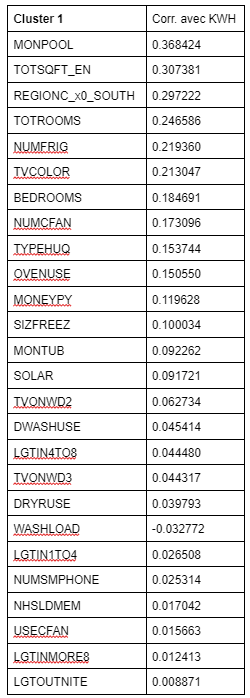 Cluster 1 Corr. avec KWH
MONPOOL 0.368424
TOTSQFT_EN 0.307381
REGIONC_x0_SOUTH 0.297222
TOTROOMS 0.246586
NUMFRIG 0.219360
TVCOLOR 0.213047
BEDROOMS 0.184691
NUMCFAN 0.173096
TYPEHUQ 0.153744
OVENUSE 0.150550
MONEYPY 0.119628
SIZFREEZ 0.100034
MONTUB 0.092262
SOLAR 0.091721
TVONWD2 0.062734
DWASHUSE 0.045414
LGTIN4TO8 0.044480
TVONWD3 0.044317
DRYRUSE 0.039793
WASHLOAD -0.032772
LGTIN1TO4 0.026508
NUMSMPHONE 0.025314
NHSLDMEM 0.017042
USECFAN 0.015663
LGTINMORE8 0.012413
LGTOUTNITE 0.008871